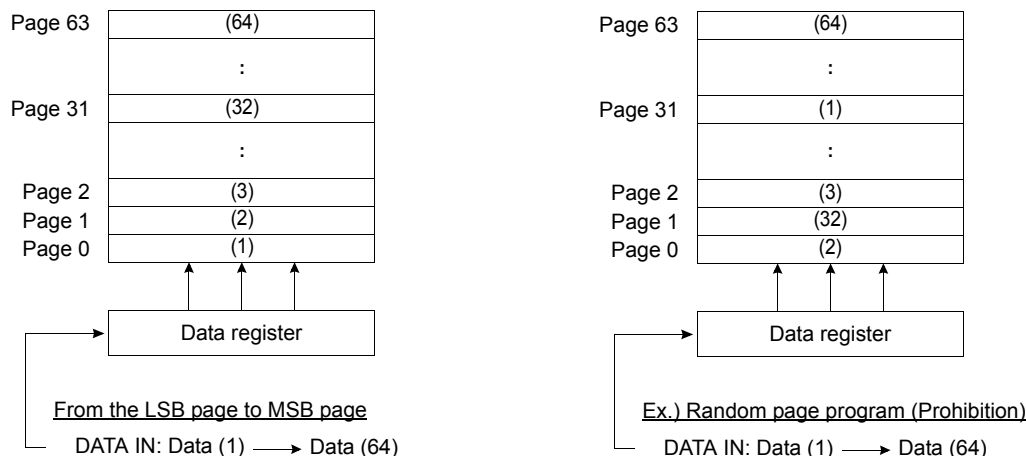 Page 63 (64)
:
Page 31 (32)
:
Page 2 (3)
Page 1 (2)
Page 0 (1)
Data register
From the LSB page to MSB page
DATA IN: Data (1) Data (64)
Page 63 (64)
:
Page 31 (1)
:
Page 2 (3)
Page 1 (32)
Page 0 (2)
Data register
Ex.) Random page program (Prohibition)
DATA IN: Data (1) Data (64)